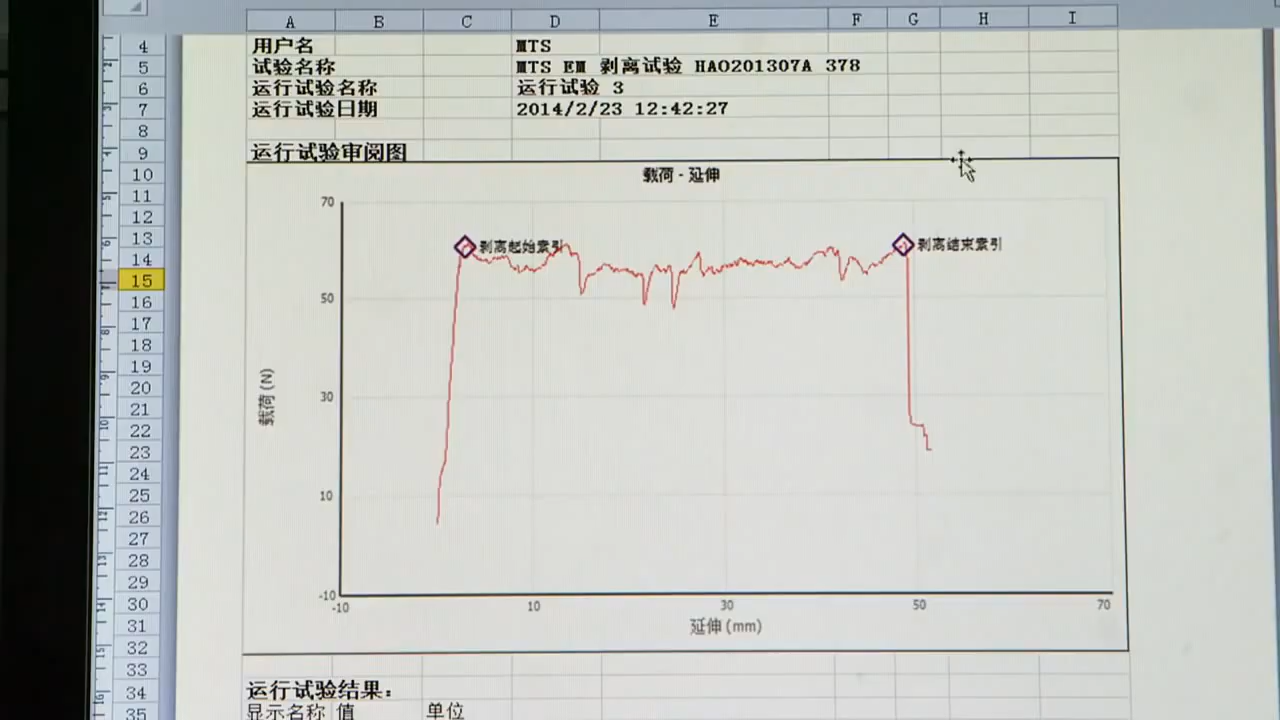 A B C D E F G H I
4 用户名 MTS
5 试验名称 MTS EM 剥离试验 HAO201307A 378
6 运行试验名称 运行试验 3
7 运行试验日期 2014/2/23 12:42:27
8
9 运行试验审阅图
10
11
12
13
14
15
16
17
18
19
20
21
22
23
24
25
26
27
28
29
30
31
32
33
34 运行试验结果:
35 显示名称 值 单位
载荷 - 延伸
70
剥离起始索引 剥离结束索引
50
载荷 (N)
30
10
-10
-10 10 30 50 70
延伸 (mm)